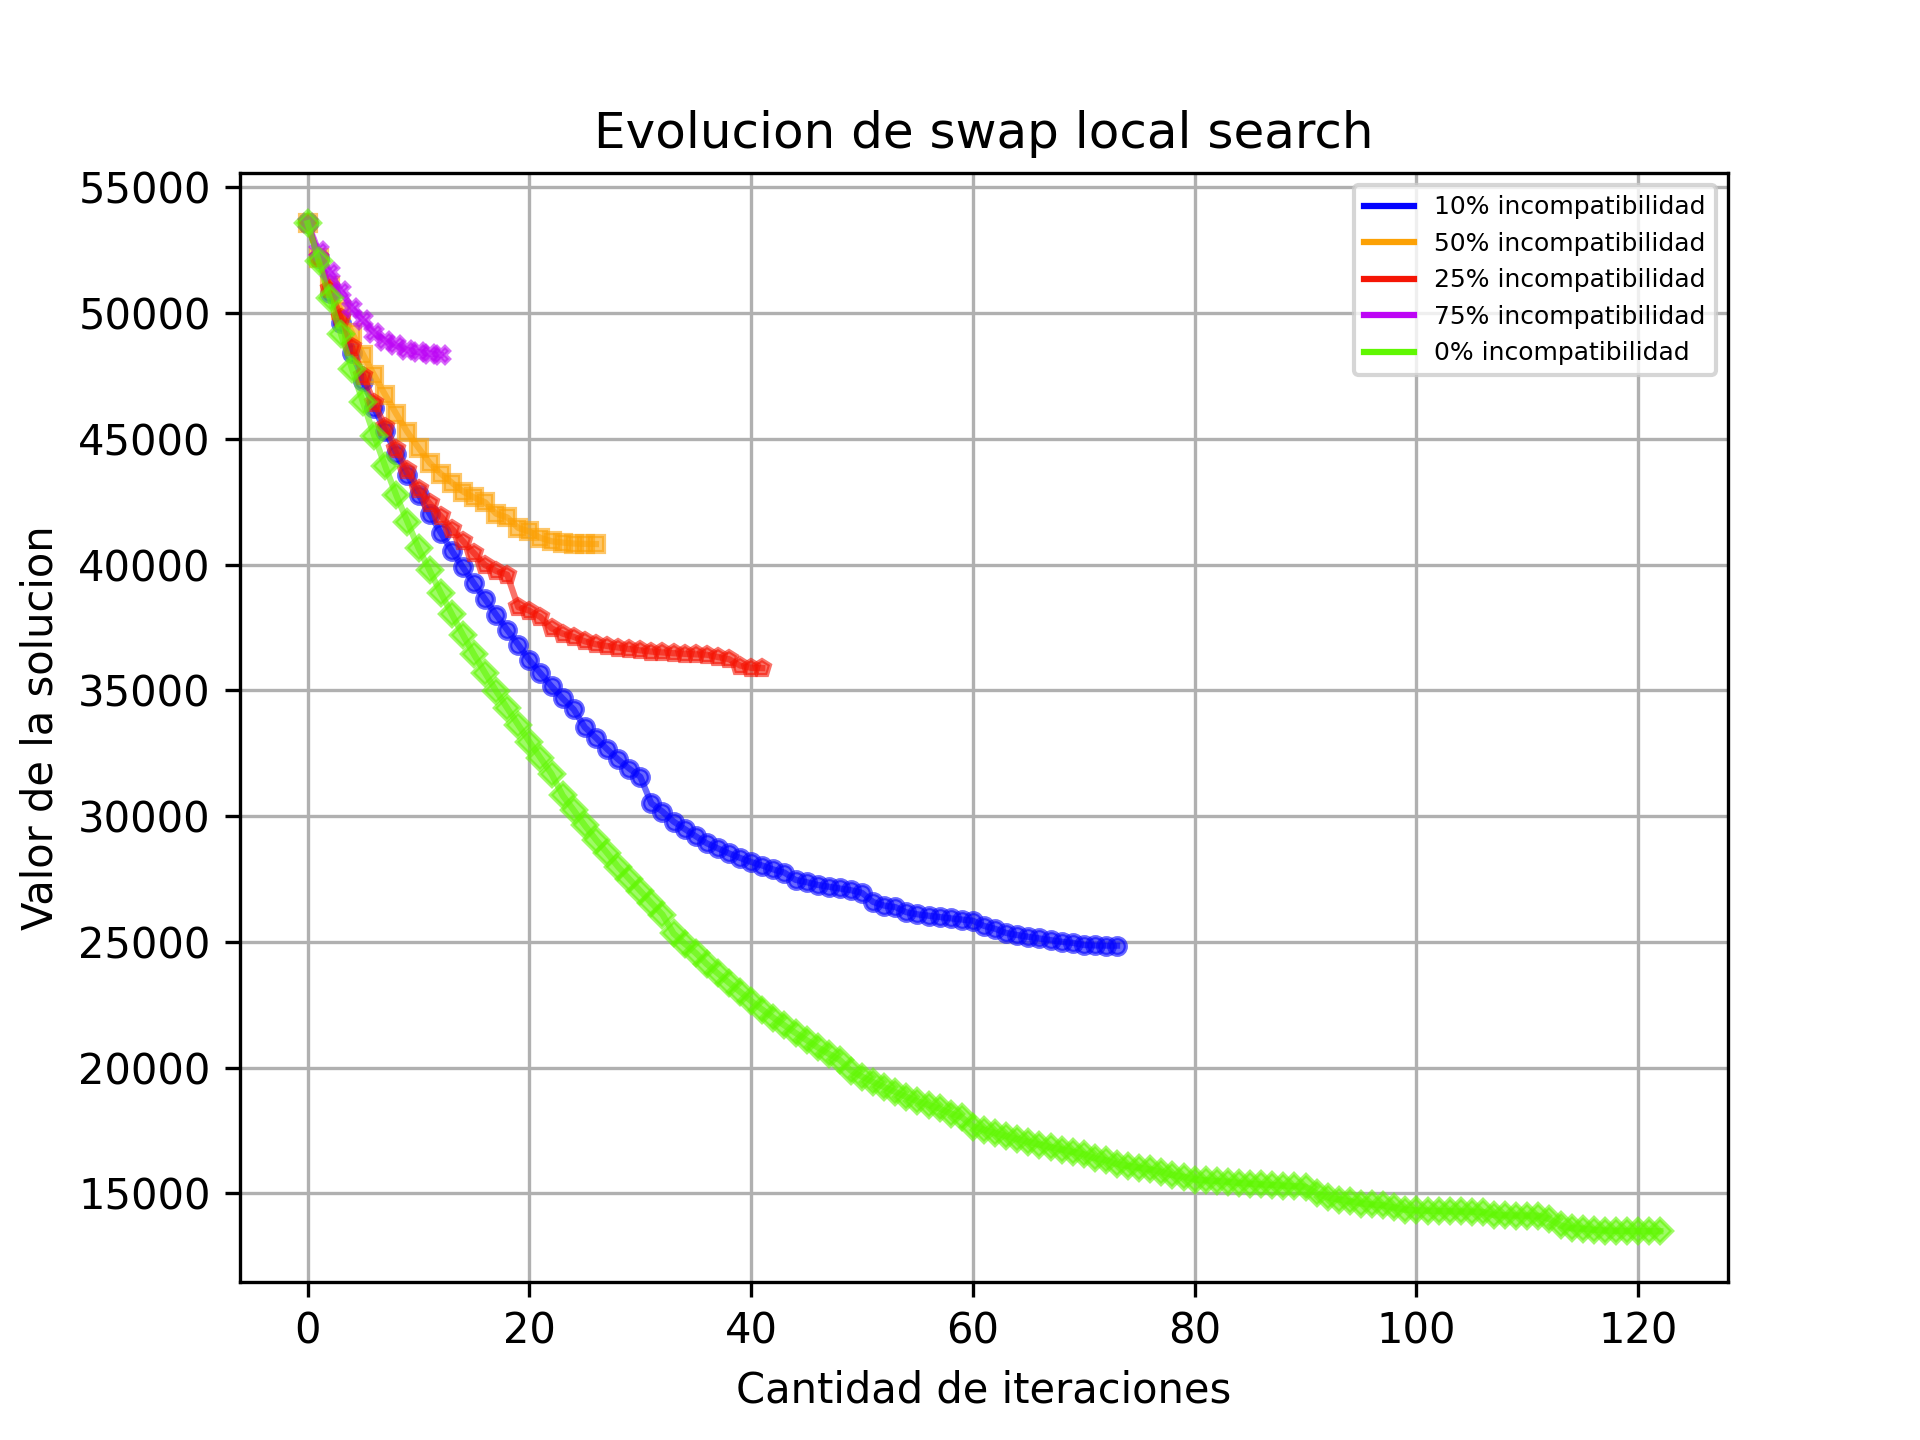 Evolucion de swap local search
55000
50000
45000
40000
35000
30000
25000
20000
15000
Valor de la solucion
10% incompatibilidad
50% incompatibilidad
25% incompatibilidad
75% incompatibilidad
0% incompatibilidad
0 20 40 60 80 100 120
Cantidad de iteraciones